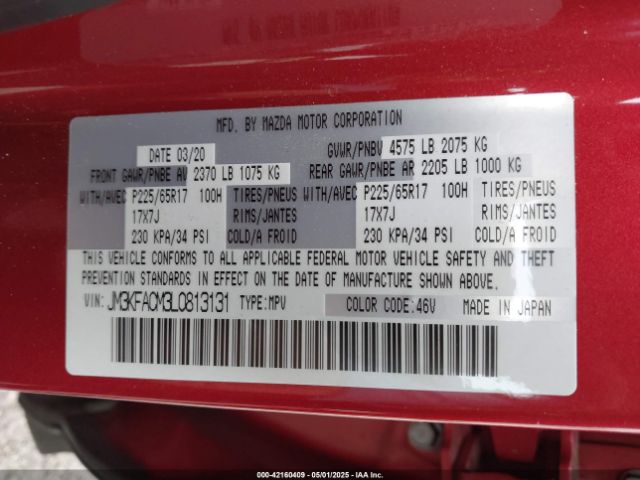 MFD. BY MAZDA MOTOR CORPORATION
DATE 03/20 GVWR/PNBV 4575 LB 2075 KG
FRONT GAWR/PNBE AV 2370 LB 1075 KG REAR GAWR/PNBE AR 2205 LB 1000 KG
WITH/AVEC P225/65R17 100H TIRES/PNEUS WITH/AVEC P225/65R17 100H TIRES/PNEUS
17X7J RIMS/JANTES 17X7J RIMS/JANTES
230 KPA/34 PSI COLD/A FROID 230 KPA/34 PSI COLD/A FROID
THIS VEHICLE CONFORMS TO ALL APPLICABLE FEDERAL MOTOR VEHICLE SAFETY AND THEFT
PREVENTION STANDARDS IN EFFECT ON THE DATE OF MANUFACTURE SHOWN ABOVE.
VIN: JM3KFACM3L0813131 TYPE:MPV COLOR CODE:46V MADE IN JAPAN
000-42160409 - 05/01/2025 - IAA Inc.